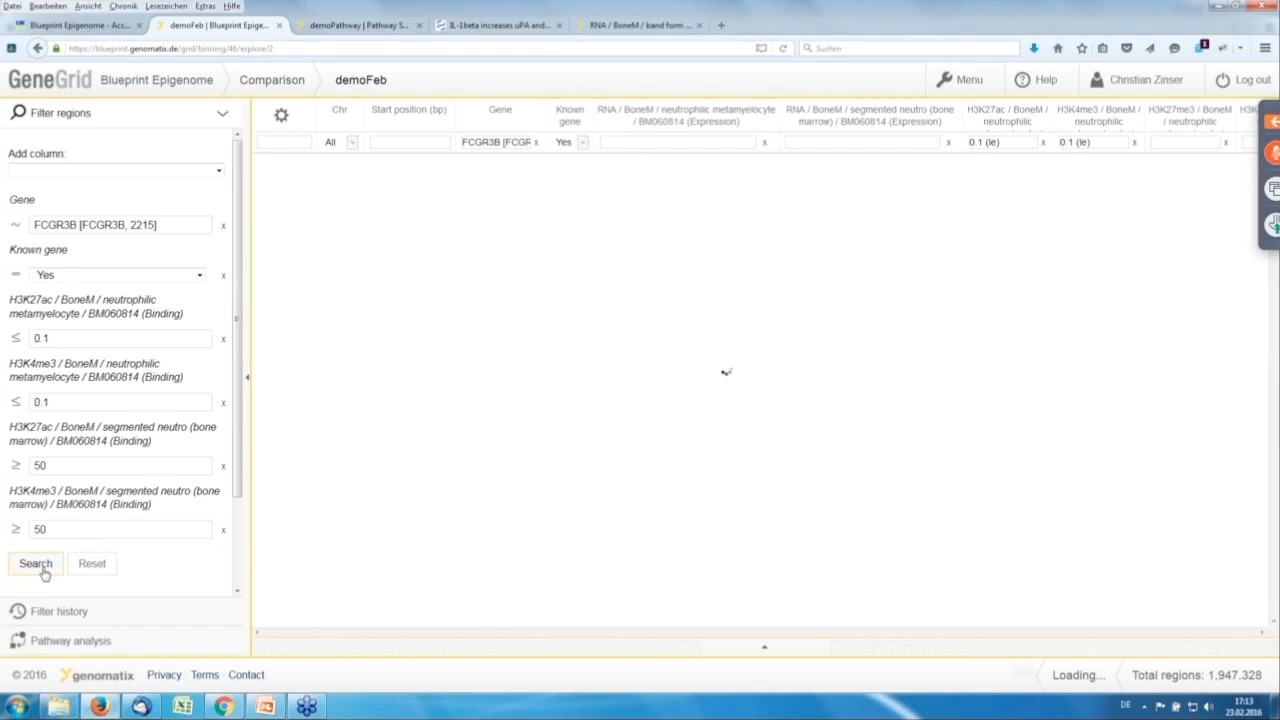 Datei Bearbeiten Ansicht Chronik Lesezeichen Extras Hilfe
Blueprint Epigenome - Acc... ×
demoFeb | Blueprint Epige... ×
demoPathway | Pathway S... ×
IL-1beta increases uPA and... ×
RNA / BoneM / band form ... ×
+
https://blueprint.genomatix.de/grid/binning/46/explore/2
Suchen
GeneGrid Blueprint Epigenome Comparison demoFeb
Menu Help Christian Zinser Log out
Filter regions
Add column:
Gene
~ FCGR3B [FCGR3B, 2215] x
Known gene
= Yes x
H3K27ac / BoneM / neutrophilic
metamyelocyte / BM060814 (Binding)
≤ 0.1 x
H3K4me3 / BoneM / neutrophilic
metamyelocyte / BM060814 (Binding)
≤ 0.1 x
H3K27ac / BoneM / segmented neutro (bone
marrow) / BM060814 (Binding)
≥ 50 x
H3K4me3 / BoneM / segmented neutro (bone
marrow) / BM060814 (Binding)
≥ 50 x
Search Reset
Filter history
Pathway analysis
Chr
Start position (bp)
Gene
Known
gene
RNA / BoneM / neutrophilic metamyelocyte
/ BM060814 (Expression)
RNA / BoneM / segmented neutro (bone
marrow) / BM060814 (Expression)
H3K27ac / BoneM /
neutrophilic
H3K4me3 / BoneM /
neutrophilic
H3K27me3 / BoneM /
neutrophilic
All FCGR3B [FCGR x Yes x x 0.1 (le) x 0.1 (le) x x
© 2016 genomatix Privacy · Terms · Contact
Loading... Total regions: 1,947,328
DE
17:13
23.02.2016